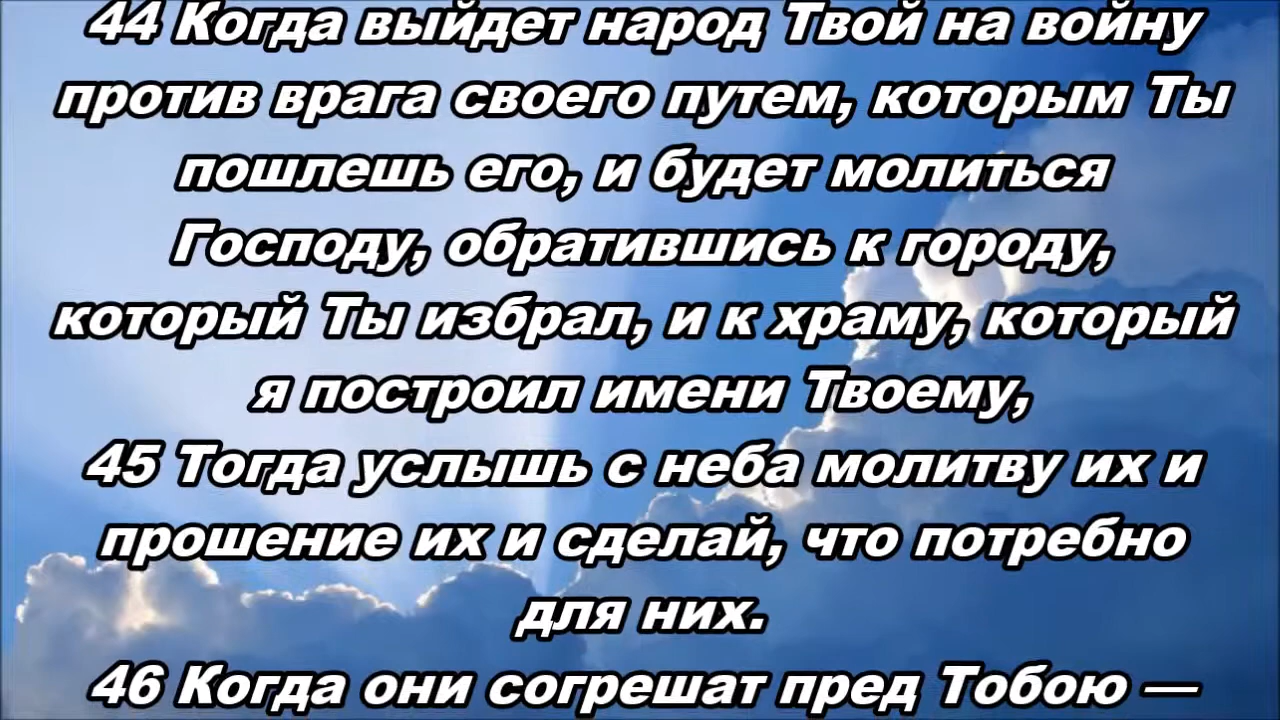 44 Когда выйдет народ Твой на войну
против врага своего путем, которым Ты
пошлешь его, и будет молиться
Господу, обратившись к городу,
который Ты избрал, и к храму, который
я построил имени Твоему,
45 Тогда услышь с неба молитву их и
прошение их и сделай, что потребно
для них.
46 Когда они согрешат пред Тобою —